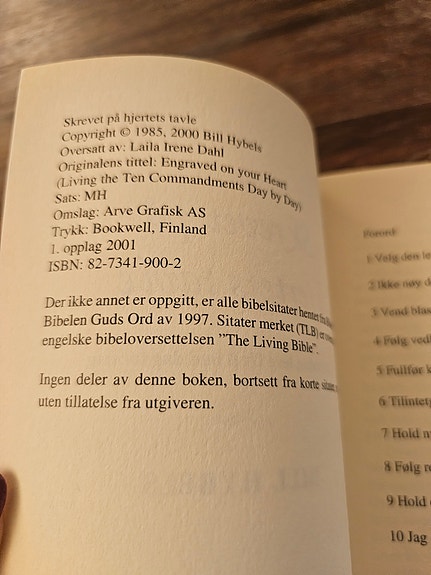 Skrevet på hjertets tavle
Copyright © 1985, 2000 Bill Hybels
Oversatt av: Laila Irene Dahl
Originalens tittel: Engraved on your Heart
(Living the Ten Commandments Day by Day)
Sats: MH
Omslag: Arve Grafisk AS
Trykk: Bookwell, Finland
1. opplag 2001
ISBN: 82-7341-900-2
Der ikke annet er oppgitt, er alle bibelsitater hentet fra
Bibelen Guds Ord av 1997. Sitater merket (TLB) er
engelske bibeloversettelsen "The Living Bible".
Ingen deler av denne boken, bortsett fra korte
uten tillatelse fra utgiveren.
Forord
1 Velg den
2 Ikke nøy
3 Vend
4 Følg
5 Fullfør
6
7 Hold
8 Følg
9 Hold
10 Jag